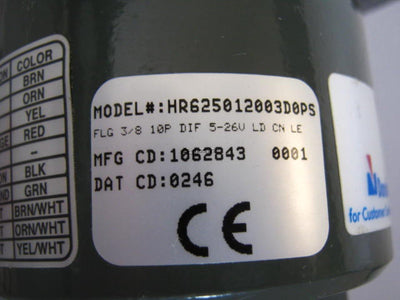 COLOR
BRN
ORN
YEL
RED
-
BLK
GRN
BRN/WHT
ORN/WHT
YEL/WHT
MODEL#:HR625012003D0PS
FLG 3/8 10P DIF 5-26V LD CN LE
MFG CD:1062843 0001
DAT CD:0246
CE
for Customer